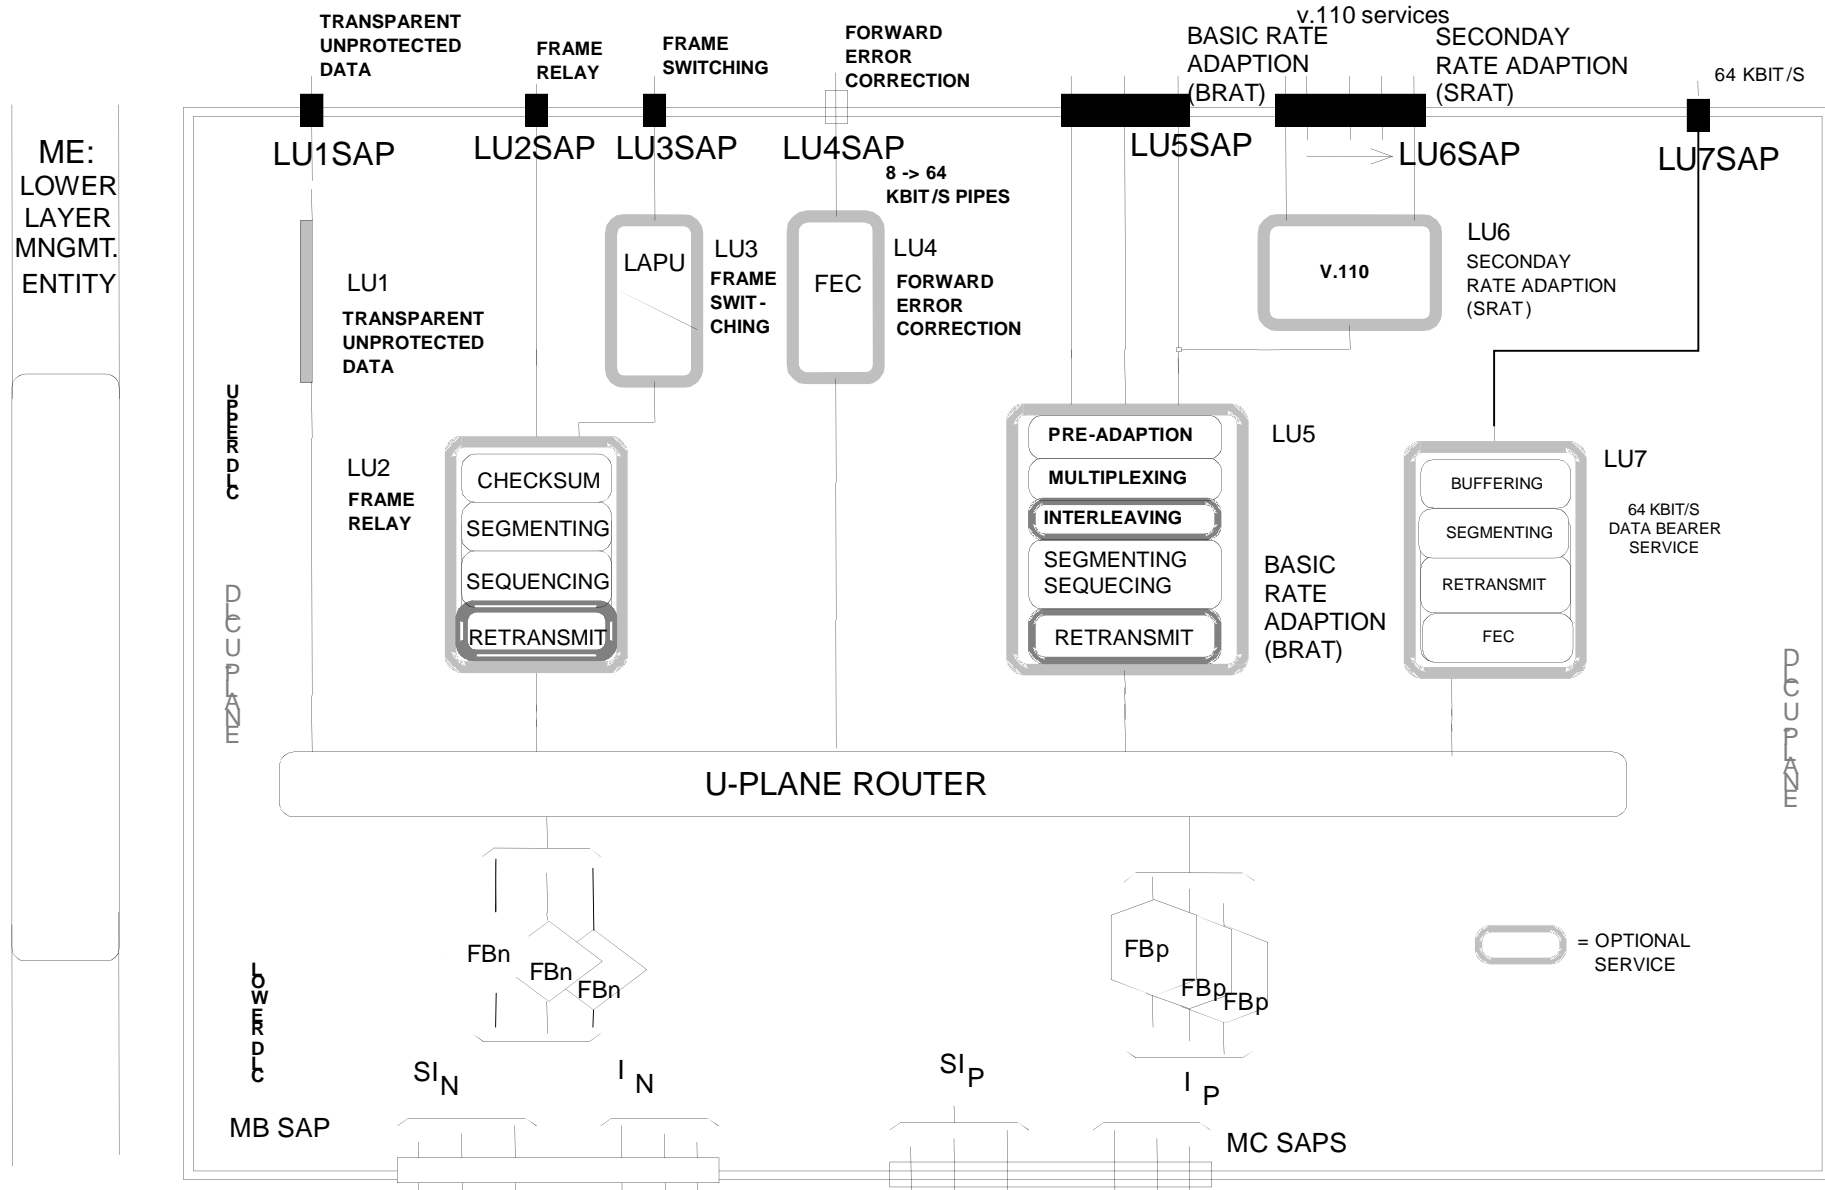 TRANSPARENT
UNPROTECTED
DATA
FRAME
RELAY
FRAME
SWITCHING
FORWARD
ERROR
CORRECTION
v.110 services
BASIC RATE
ADAPTION
(BRAT)
SECONDAY
RATE ADAPTION
(SRAT)
64 KBIT/S
ME:
LOWER
LAYER
MNGMT.
ENTITY
LU1SAP
LU2SAP
LU3SAP
LU4SAP
LU5SAP
LU6SAP
LU7SAP
8 -> 64
KBIT/S PIPES
LU1
TRANSPARENT
UNPROTECTED
DATA
LAPU
LU3
FRAME
SWIT-
CHING
FEC
LU4
FORWARD
ERROR
CORRECTION
V.110
LU6
SECONDAY
RATE ADAPTION
(SRAT)
UPPER DLC
LU2
FRAME
RELAY
CHECKSUM
SEGMENTING
SEQUENCING
RETRANSMIT
PRE-ADAPTION
MULTIPLEXING
INTERLEAVING
SEGMENTING
SEQUECING
RETRANSMIT
LU5
BASIC
RATE
ADAPTION
(BRAT)
BUFFERING
SEGMENTING
RETRANSMIT
FEC
LU7
64 KBIT/S
DATA BEARER
SERVICE
DLC U PLANE
DLC U PLANE
U-PLANE ROUTER
FBn
FBn
FBn
FBp
FBp
FBp
= OPTIONAL
SERVICE
LOWER DLC
SIN
IN
SIP
IP
MB SAP
MC SAPS